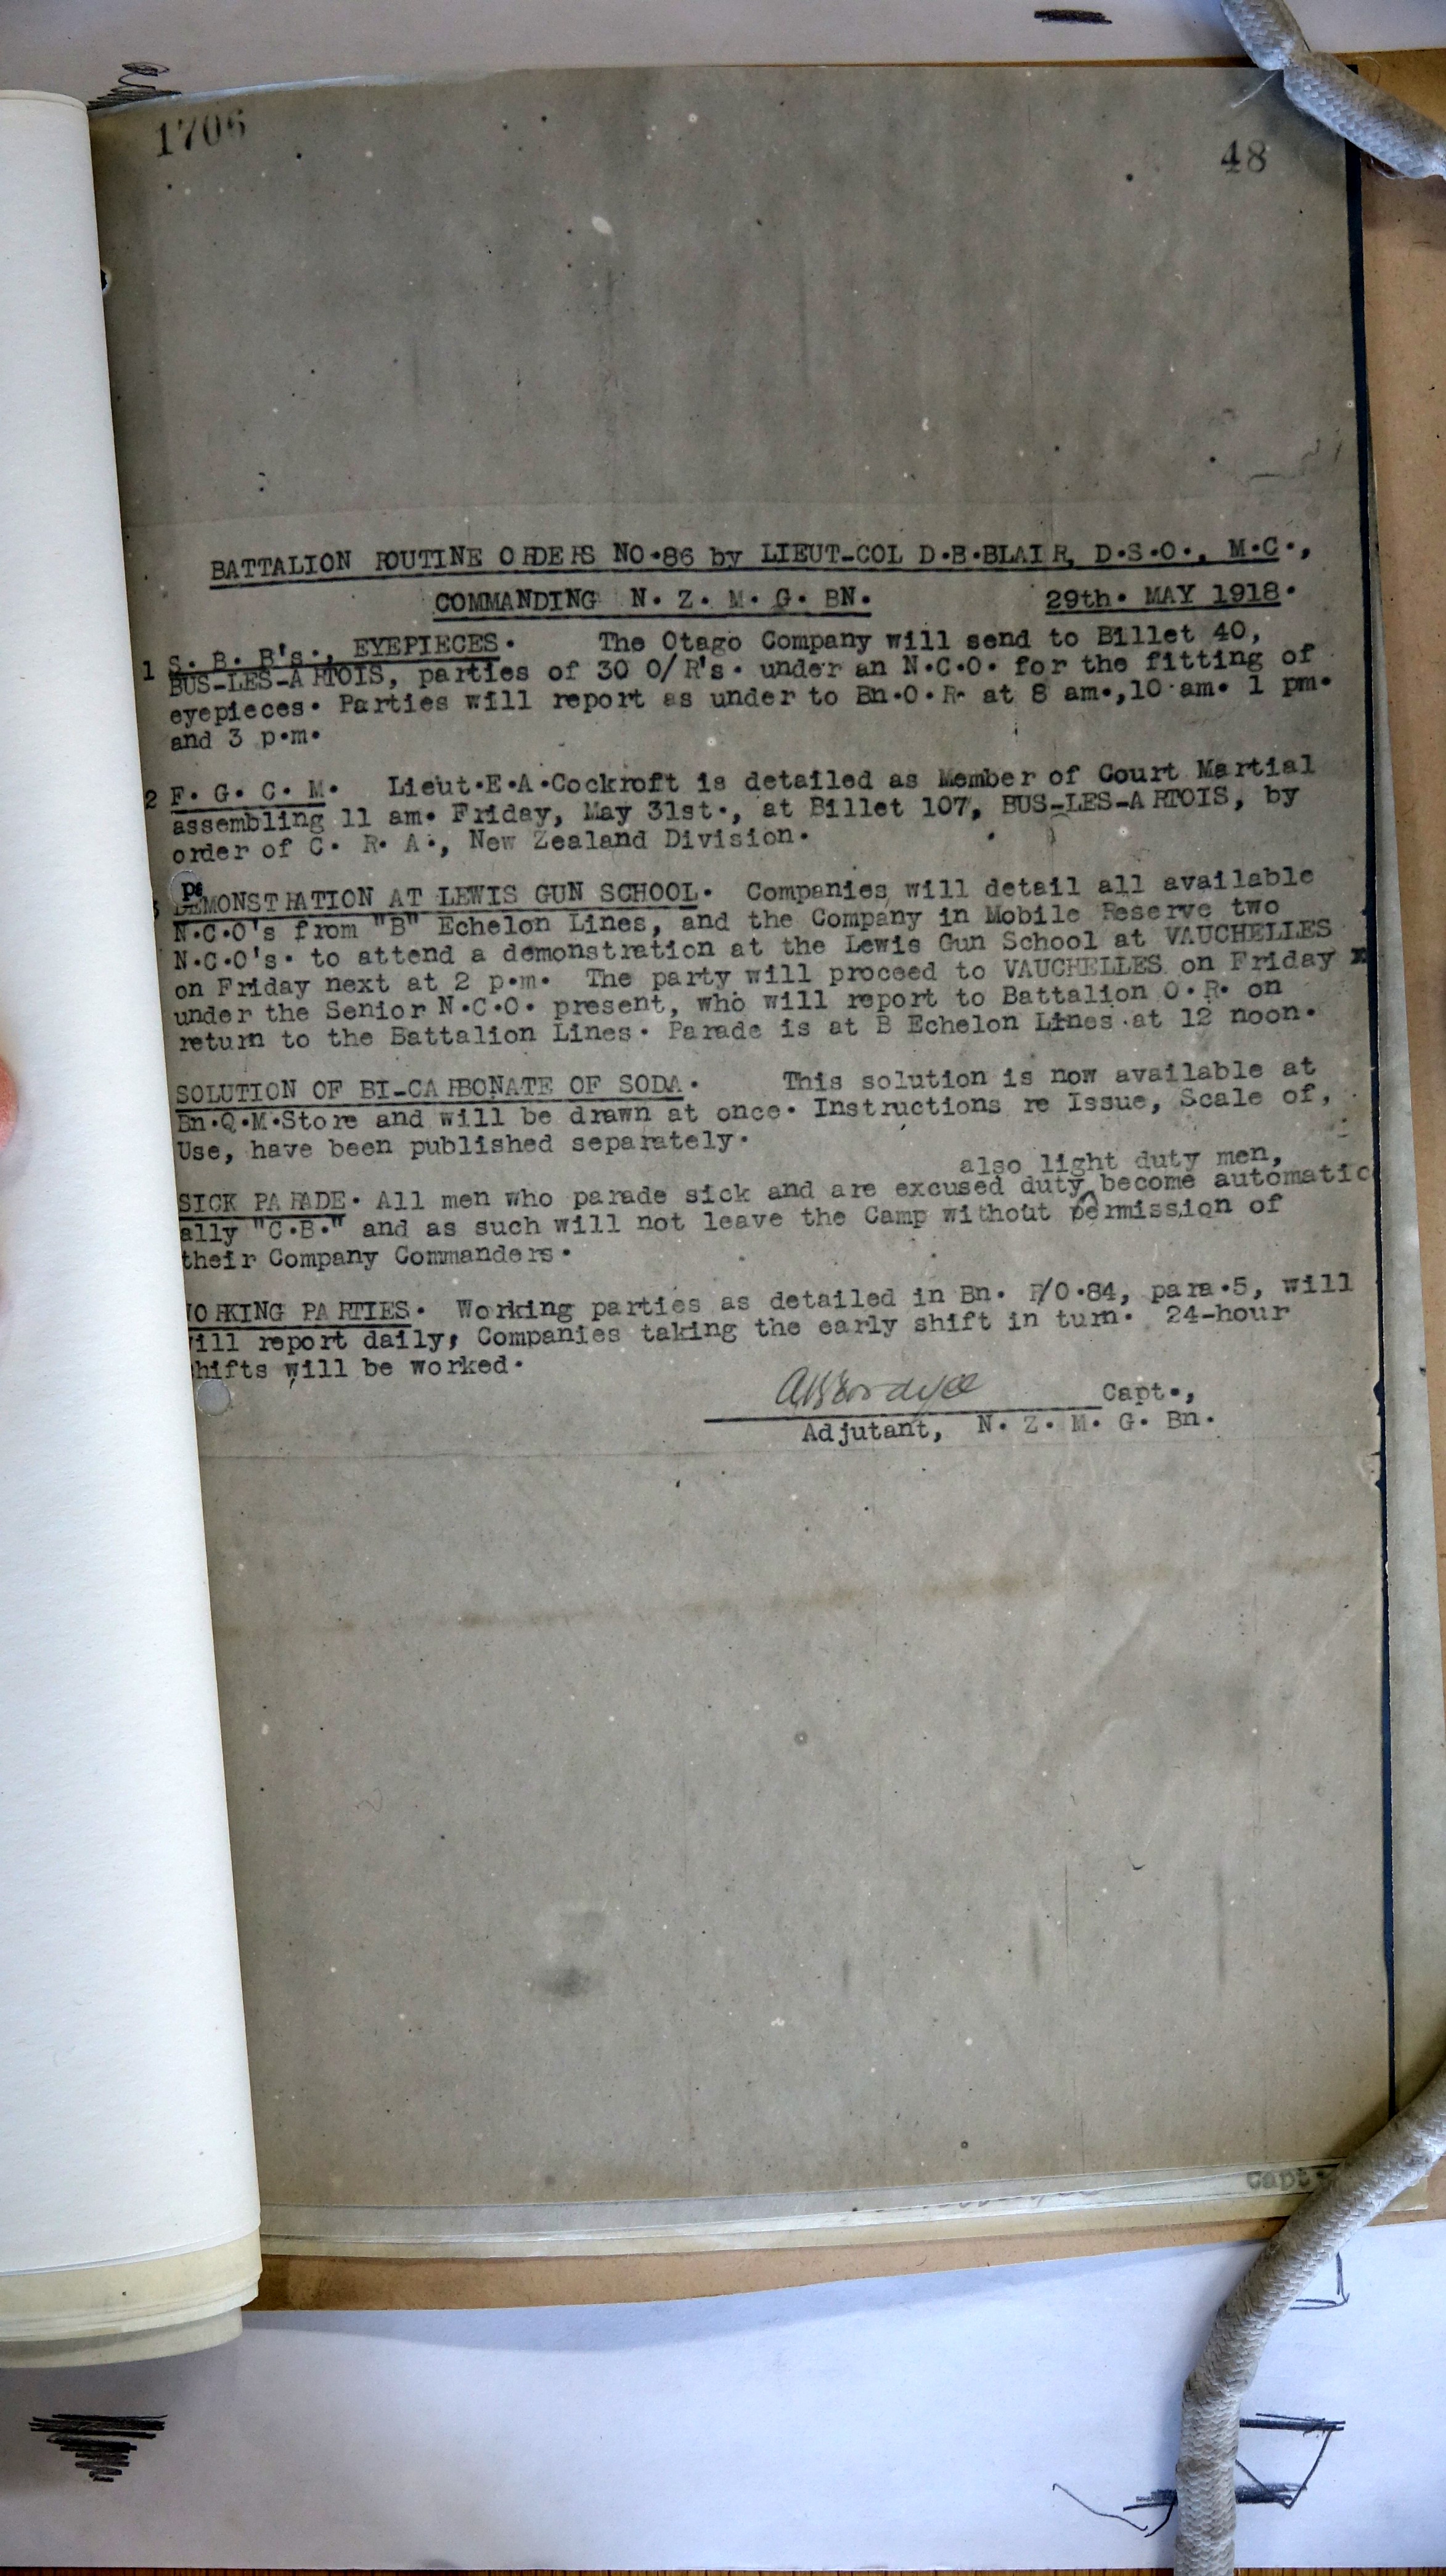 1706
48
BATTALION ROUTINE ORDERS NO.86 by LIEUT-COL D.B.BLAIR, D.S.O., M.C.,
COMMANDING N. Z. M. G. BN. 29th. MAY 1918.
1 S. B. B's., EYEPIECES. The Otago Company will send to Billet 40,
BUS-LES-ARTOIS, parties of 30 O/R's. under an N.C.O. for the fitting of
eyepieces. Parties will report as under to Bn.O.R. at 8 am.,10 am. 1 pm.
and 3 p.m.
2 F. G. C. M. Lieut.E.A.Cockroft is detailed as Member of Court Martial
assembling 11 am. Friday, May 31st., at Billet 107, BUS-LES-ARTOIS, by
order of C. R. A., New Zealand Division.
DEMONSTRATION AT LEWIS GUN SCHOOL. Companies will detail all available
N.C.O's from "B" Echelon Lines, and the Company in Mobile Reserve two
N.C.O's. to attend a demonstration at the Lewis Gun School at VAUCHELLES
on Friday next at 2 p.m. The party will proceed to VAUCHELLES on Friday x
under the Senior N.C.O. present, who will report to Battalion O.R. on
return to the Battalion Lines. Parade is at B Echelon Lines at 12 noon.
SOLUTION OF BI-CARBONATE OF SODA. This solution is now available at
Bn.Q.M.Store and will be drawn at once. Instructions re Issue, Scale of,
Use, have been published separately.
also light duty men,
SICK PARADE. All men who parade sick and are excused duty become automatic
ally "C.B." and as such will not leave the Camp without permission of
their Company Commanders.
WORKING PARTIES. Working parties as detailed in Bn. R/O.84, para.5, will
will report daily, Companies taking the early shift in turn. 24-hour
shifts will be worked.
Capt.,
Adjutant, N. Z. M. G. Bn.
Capt.